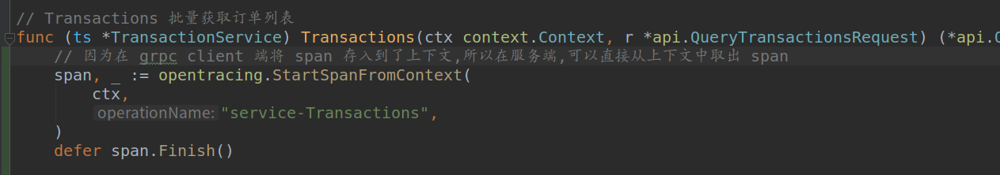 // Transactions 批量获取订单列表
func (ts *TransactionService) Transactions(ctx context.Context, r *api.QueryTransactionsRequest) (*api.
// 因为在 grpc client 端将 span 存入到了上下文,所以在服务端,可以直接从上下文中取出 span
span, _ := opentracing.StartSpanFromContext(
ctx,
operationName: "service-Transactions",
)
defer span.Finish()